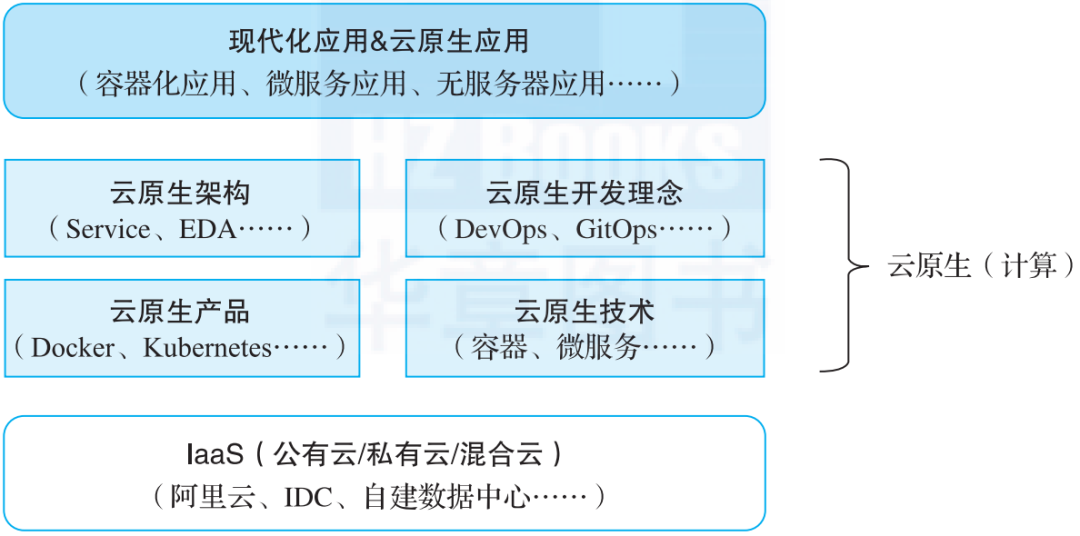 现代化应用&云原生应用
（容器化应用、微服务应用、无服务器应用……）
云原生架构
（Service、EDA……）
云原生开发理念
（DevOps、GitOps……）
云原生产品
（Docker、Kubernetes……）
云原生技术
（容器、微服务……）
云原生（计算）
IaaS（公有云/私有云/混合云）
（阿里云、IDC、自建数据中心……）
HZ Books
华章图书